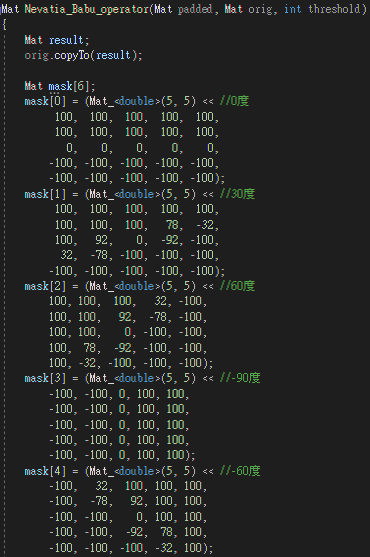 Mat Nevatia_Babu_operator(Mat padded, Mat orig, int threshold)
{
Mat result;
orig.copyTo(result);
Mat mask[6];
mask[0] = (Mat_<double>(5, 5) << //0度
100, 100, 100, 100, 100,
100, 100, 100, 100, 100,
0, 0, 0, 0, 0,
-100, -100, -100, -100, -100,
-100, -100, -100, -100, -100);
mask[1] = (Mat_<double>(5, 5) << //30度
100, 100, 100, 100, 100,
100, 100, 100, 78, -32,
100, 92, 0, -92, -100,
32, -78, -100, -100, -100,
-100, -100, -100, -100, -100);
mask[2] = (Mat_<double>(5, 5) << //60度
100, 100, 100, 32, -100,
100, 100, 92, -78, -100,
100, 100, 0, -100, -100,
100, 78, -92, -100, -100,
100, -32, -100, -100, -100);
mask[3] = (Mat_<double>(5, 5) << //-90度
-100, -100, 0, 100, 100,
-100, -100, 0, 100, 100,
-100, -100, 0, 100, 100,
-100, -100, 0, 100, 100,
-100, -100, 0, 100, 100);
mask[4] = (Mat_<double>(5, 5) << //-60度
-100, 32, 100, 100, 100,
-100, -78, 92, 100, 100,
-100, -100, 0, 100, 100,
-100, -100, -92, 78, 100,
-100, -100, -100, -32, 100);